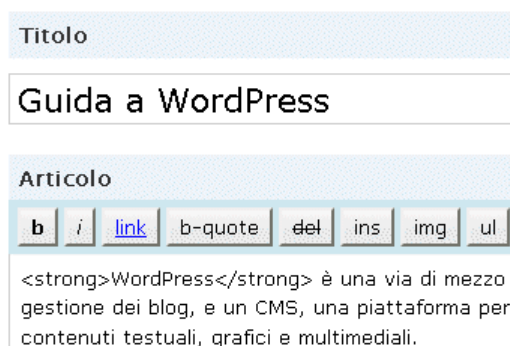 Titolo
Guida a WordPress
Articolo
b i link b-quote del ins img ul
<strong>WordPress</strong> è una via di mezzo
gestione dei blog, e un CMS, una piattaforma per
contenuti testuali, grafici e multimediali.